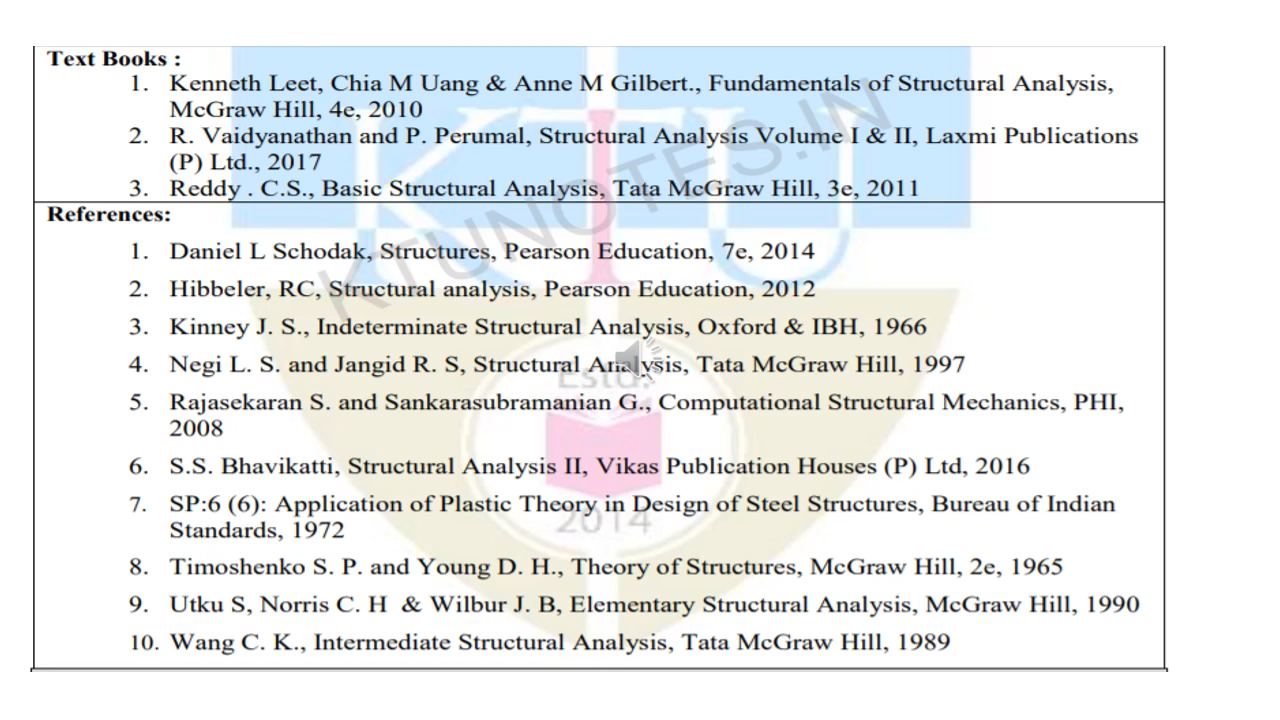 Text Books :
1. Kenneth Leet, Chia M Uang & Anne M Gilbert., Fundamentals of Structural Analysis,
McGraw Hill, 4e, 2010
2. R. Vaidyanathan and P. Perumal, Structural Analysis Volume I & II, Laxmi Publications
(P) Ltd., 2017
3. Reddy . C.S., Basic Structural Analysis, Tata McGraw Hill, 3e, 2011
References:
1. Daniel L Schodak, Structures, Pearson Education, 7e, 2014
2. Hibbeler, RC, Structural analysis, Pearson Education, 2012
3. Kinney J. S., Indeterminate Structural Analysis, Oxford & IBH, 1966
4. Negi L. S. and Jangid R. S, Structural Analysis, Tata McGraw Hill, 1997
5. Rajasekaran S. and Sankarasubramanian G., Computational Structural Mechanics, PHI,
2008
6. S.S. Bhavikatti, Structural Analysis II, Vikas Publication Houses (P) Ltd, 2016
7. SP:6 (6): Application of Plastic Theory in Design of Steel Structures, Bureau of Indian
Standards, 1972
8. Timoshenko S. P. and Young D. H., Theory of Structures, McGraw Hill, 2e, 1965
9. Utku S, Norris C. H & Wilbur J. B, Elementary Structural Analysis, McGraw Hill, 1990
10. Wang C. K., Intermediate Structural Analysis, Tata McGraw Hill, 1989
KTUNOTES.IN
KTU
Estd.
2014